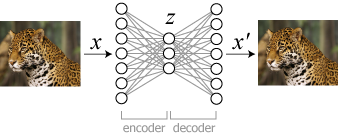 z
x
x'
encoder decoder